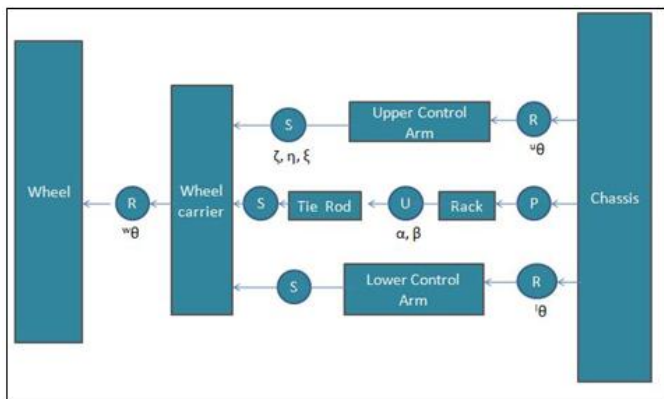 Upper Control
Arm
S
R
ζ, η, ξ
ᵘθ
Wheel
R
ʷθ
Wheel
carrier
S
Tie Rod
U
α, β
Rack
P
Chassis
S
Lower Control
Arm
R
ˡθ